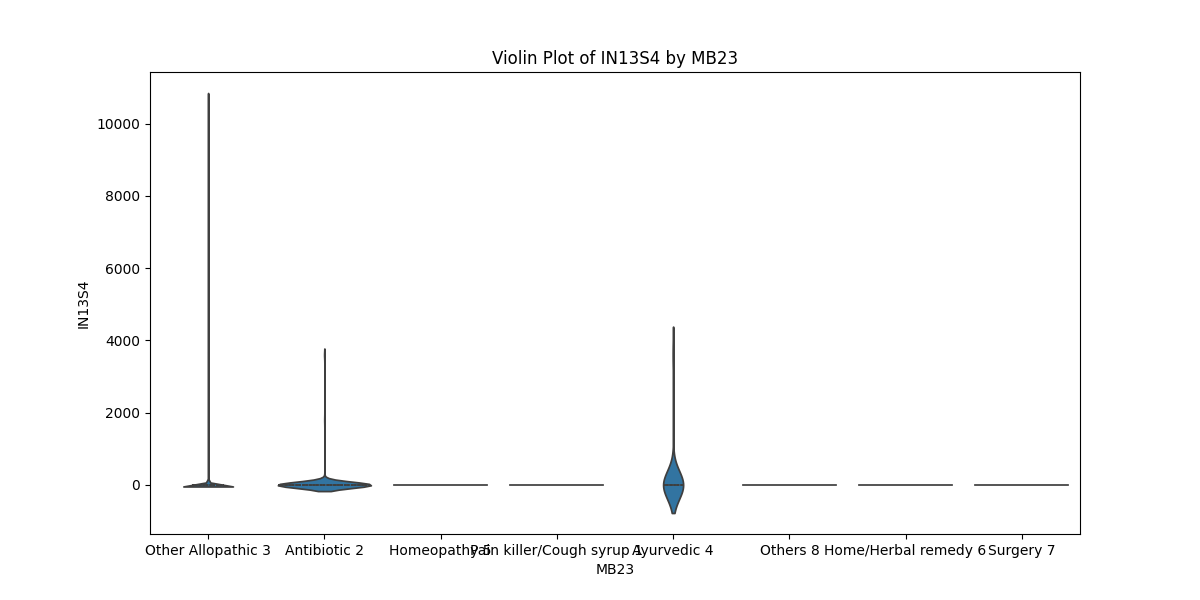 Violin Plot of IN13S4 by MB23
10000
8000
6000
4000
2000
0
IN13S4
Other Allopathic 3
Antibiotic 2
Homeopathy 5
Pain killer/Cough syrup 1
Ayurvedic 4
Others 8
Home/Herbal remedy 6
Surgery 7
MB23